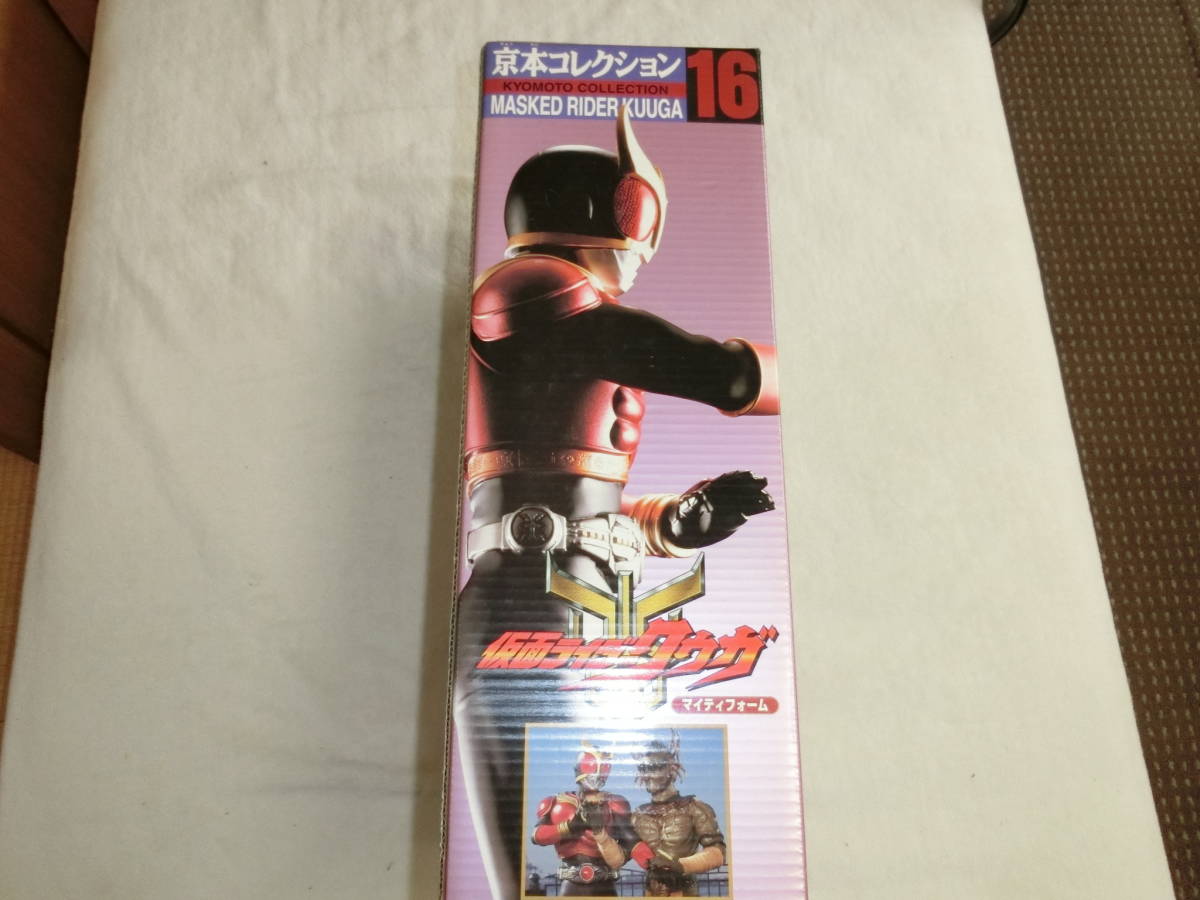 京本コレクション
KYOMOTO COLLECTION
MASKED RIDER KUUGA
16
仮面ライダークウガ
マイティフォーム